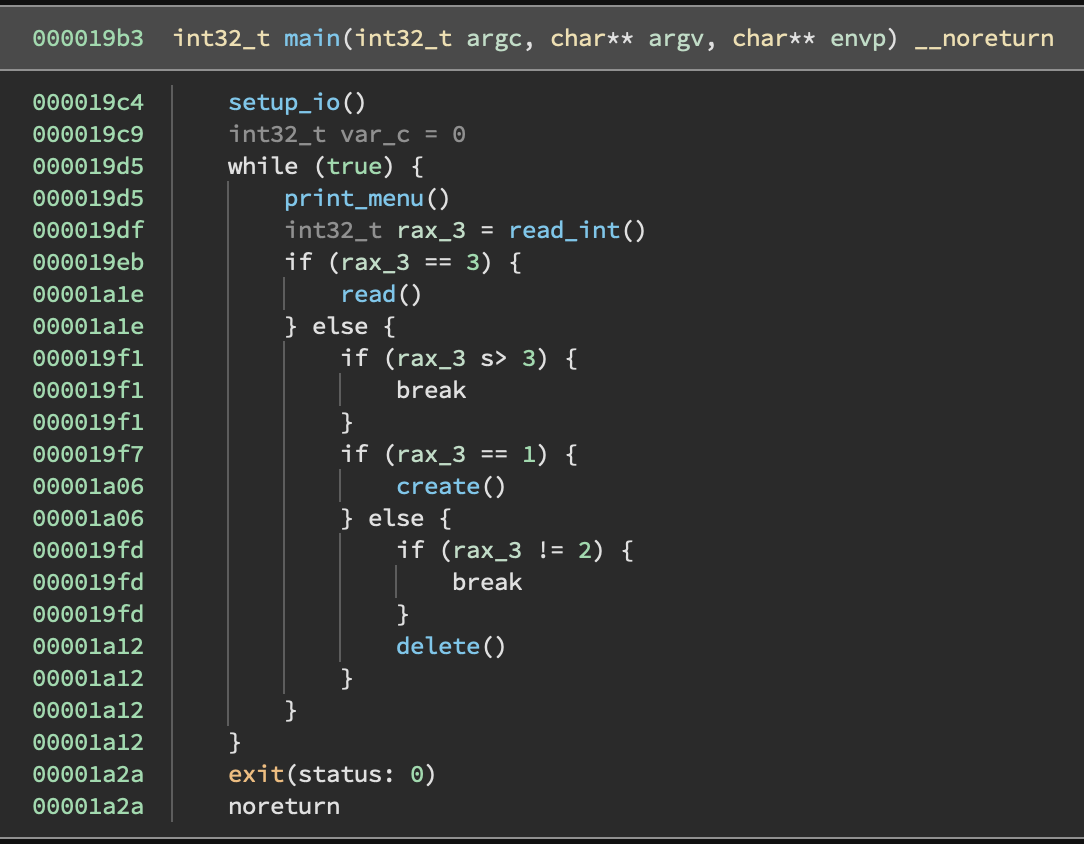 000019b3 int32_t main(int32_t argc, char** argv, char** envp) __noreturn
000019c4 setup_io()
000019c9 int32_t var_c = 0
000019d5 while (true) {
000019d5 print_menu()
000019df int32_t rax_3 = read_int()
000019eb if (rax_3 == 3) {
00001a1e read()
00001a1e } else {
000019f1 if (rax_3 s> 3) {
000019f1 break
000019f1 }
000019f7 if (rax_3 == 1) {
00001a06 create()
00001a06 } else {
000019fd if (rax_3 != 2) {
000019fd break
000019fd }
00001a12 delete()
00001a12 }
00001a12 }
00001a12 }
00001a2a exit(status: 0)
00001a2a noreturn